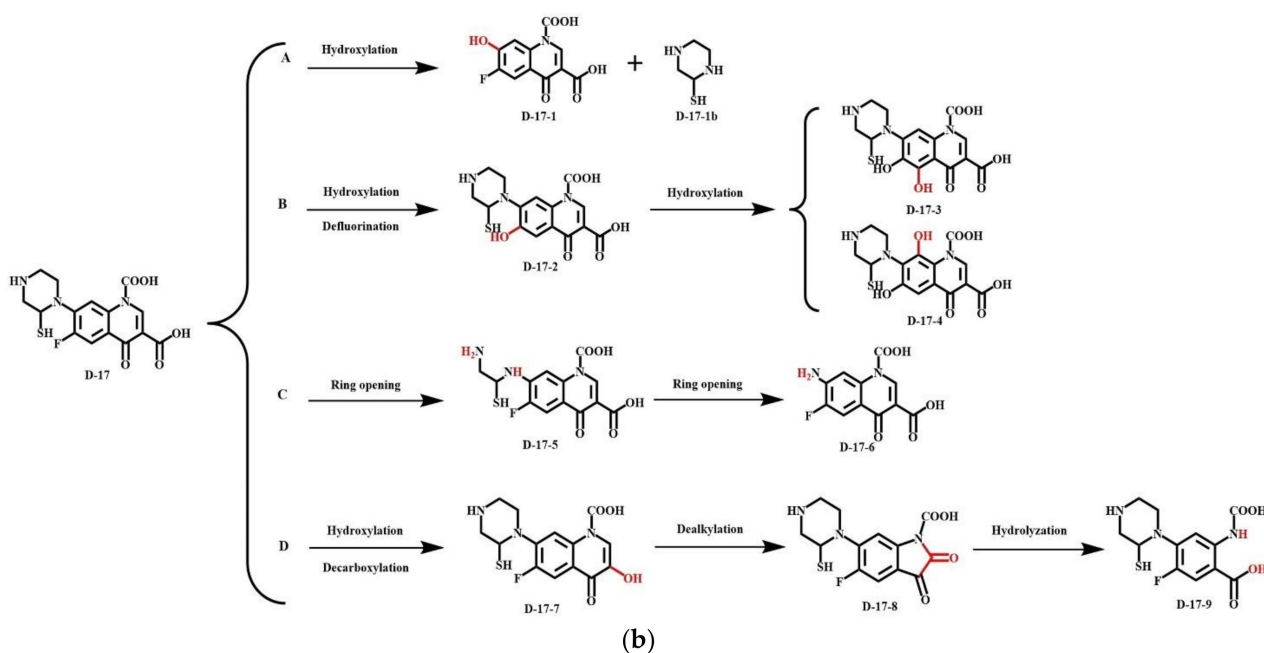 D-17
A
Hydroxylation
D-17-1
+
D-17-1b
B
Hydroxylation
Defluorination
D-17-2
Hydroxylation
D-17-3
D-17-4
C
Ring opening
D-17-5
Ring opening
D-17-6
D
Hydroxylation
Decarboxylation
D-17-7
Dealkylation
D-17-8
Hydrolyzation
D-17-9
HN
N
SH
F
COOH
N
O
O
OH
HO
F
COOH
N
O
O
OH
HN
NH
SH
HN
N
SH
HO
COOH
N
O
O
OH
HN
N
SH
HO
OH
COOH
N
O
O
OH
HN
N
SH
HO
OH
COOH
N
O
O
OH
H₂N
NH
SH
F
COOH
N
O
O
OH
H₂N
F
COOH
N
O
O
OH
HN
N
SH
F
COOH
N
O
OH
HN
N
SH
F
COOH
N
O
O
HN
N
SH
F
COOH
NH
OH
O
(b)